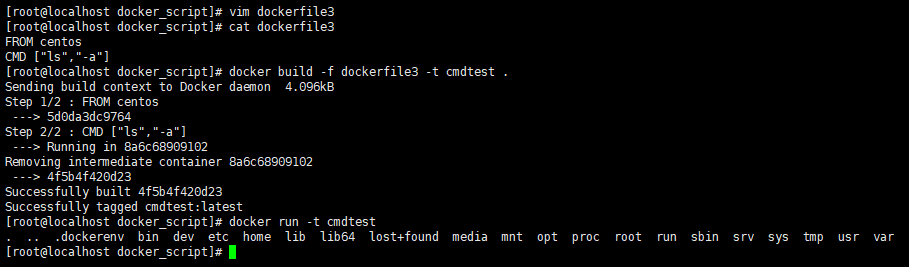 [root@localhost docker_script]# vim dockerfile3
[root@localhost docker_script]# cat dockerfile3
FROM centos
CMD ["ls","-a"]
[root@localhost docker_script]# docker build -f dockerfile3 -t cmdtest .
Sending build context to Docker daemon  4.096kB
Step 1/2 : FROM centos
 ---> 5d0da3dc9764
Step 2/2 : CMD ["ls","-a"]
 ---> Running in 8a6c68909102
Removing intermediate container 8a6c68909102
 ---> 4f5b4f420d23
Successfully built 4f5b4f420d23
Successfully tagged cmdtest:latest
[root@localhost docker_script]# docker run -t cmdtest
.  ..  .dockerenv  bin  dev  etc  home  lib  lib64  lost+found  media  mnt  opt  proc  root  run  sbin  srv  sys  tmp  usr  var
[root@localhost docker_script]#